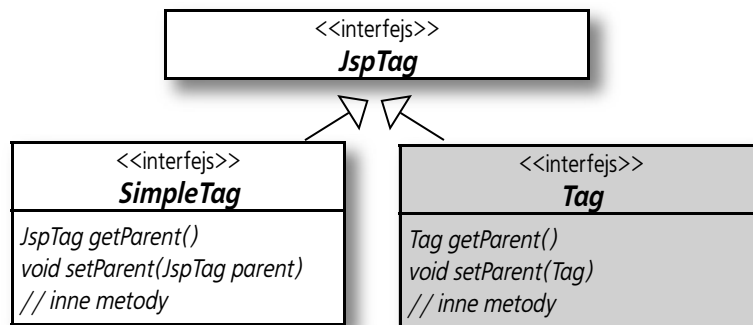 <<interfejs>>
JspTag
<<interfejs>>
SimpleTag
JspTag getParent()
void setParent(JspTag parent)
// inne metody
<<interfejs>>
Tag
Tag getParent()
void setParent(Tag)
// inne metody